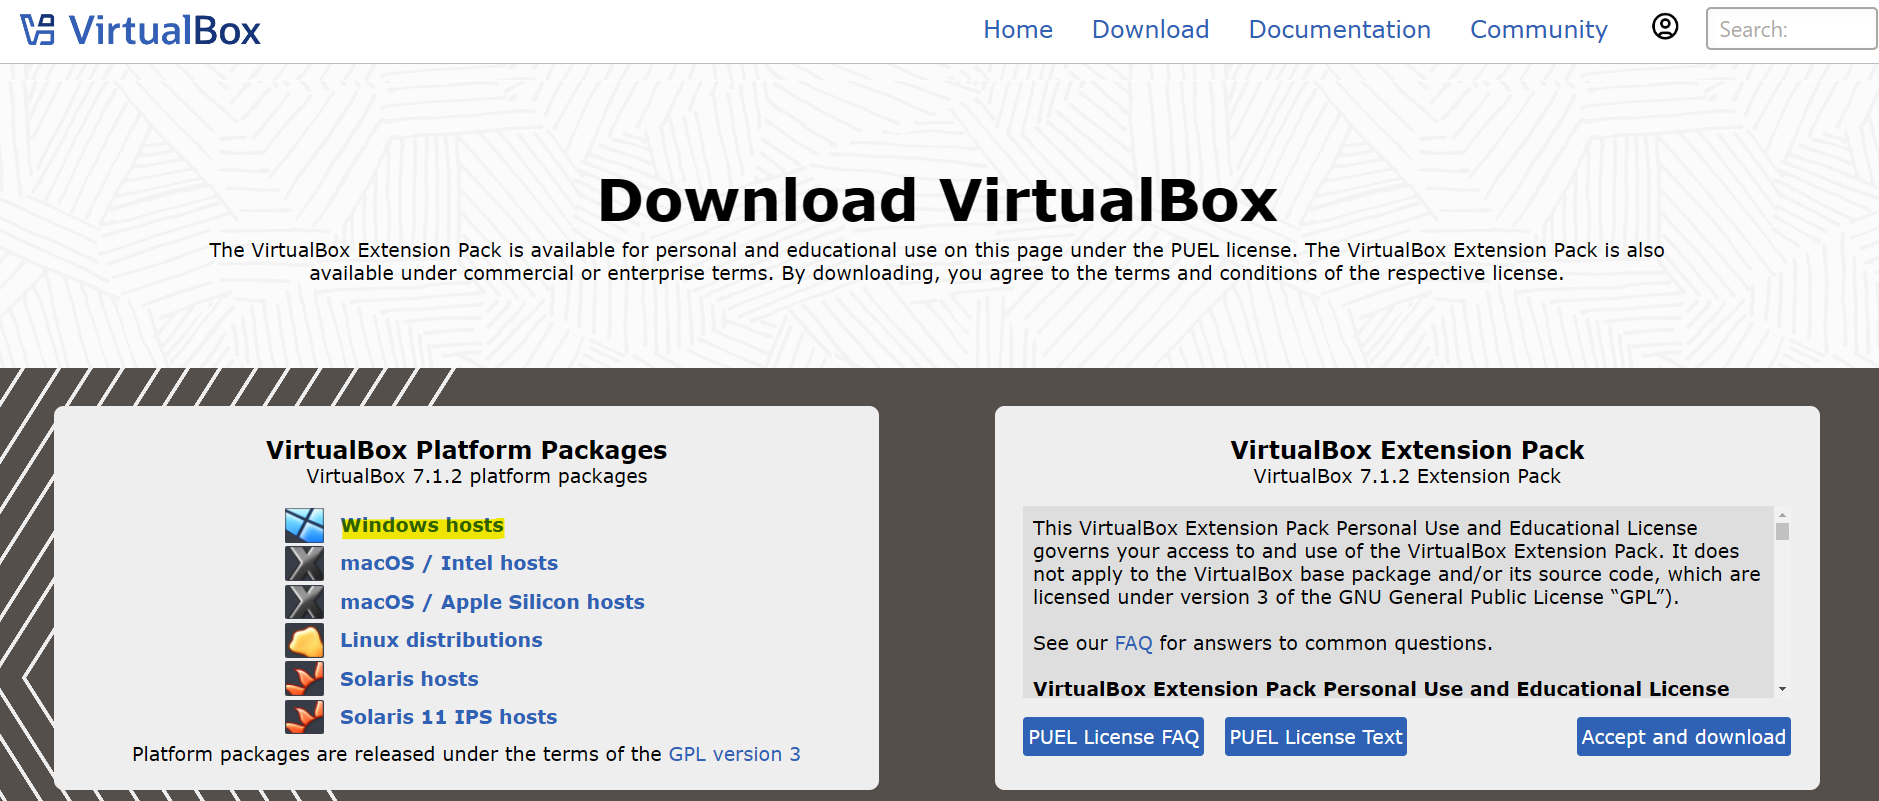 VirtualBox
Home
Download
Documentation
Community
Search:
Download VirtualBox
The VirtualBox Extension Pack is available for personal and educational use on this page under the PUEL license. The VirtualBox Extension Pack is also
available under commercial or enterprise terms. By downloading, you agree to the terms and conditions of the respective license.
VirtualBox Platform Packages
VirtualBox 7.1.2 platform packages
Windows hosts
macOS / Intel hosts
macOS / Apple Silicon hosts
Linux distributions
Solaris hosts
Solaris 11 IPS hosts
Platform packages are released under the terms of the GPL version 3
VirtualBox Extension Pack
VirtualBox 7.1.2 Extension Pack
This VirtualBox Extension Pack Personal Use and Educational License
governs your access to and use of the VirtualBox Extension Pack. It does
not apply to the VirtualBox base package and/or its source code, which are
licensed under version 3 of the GNU General Public License “GPL”).
See our FAQ for answers to common questions.
VirtualBox Extension Pack Personal Use and Educational License
PUEL License FAQ
PUEL License Text
Accept and download